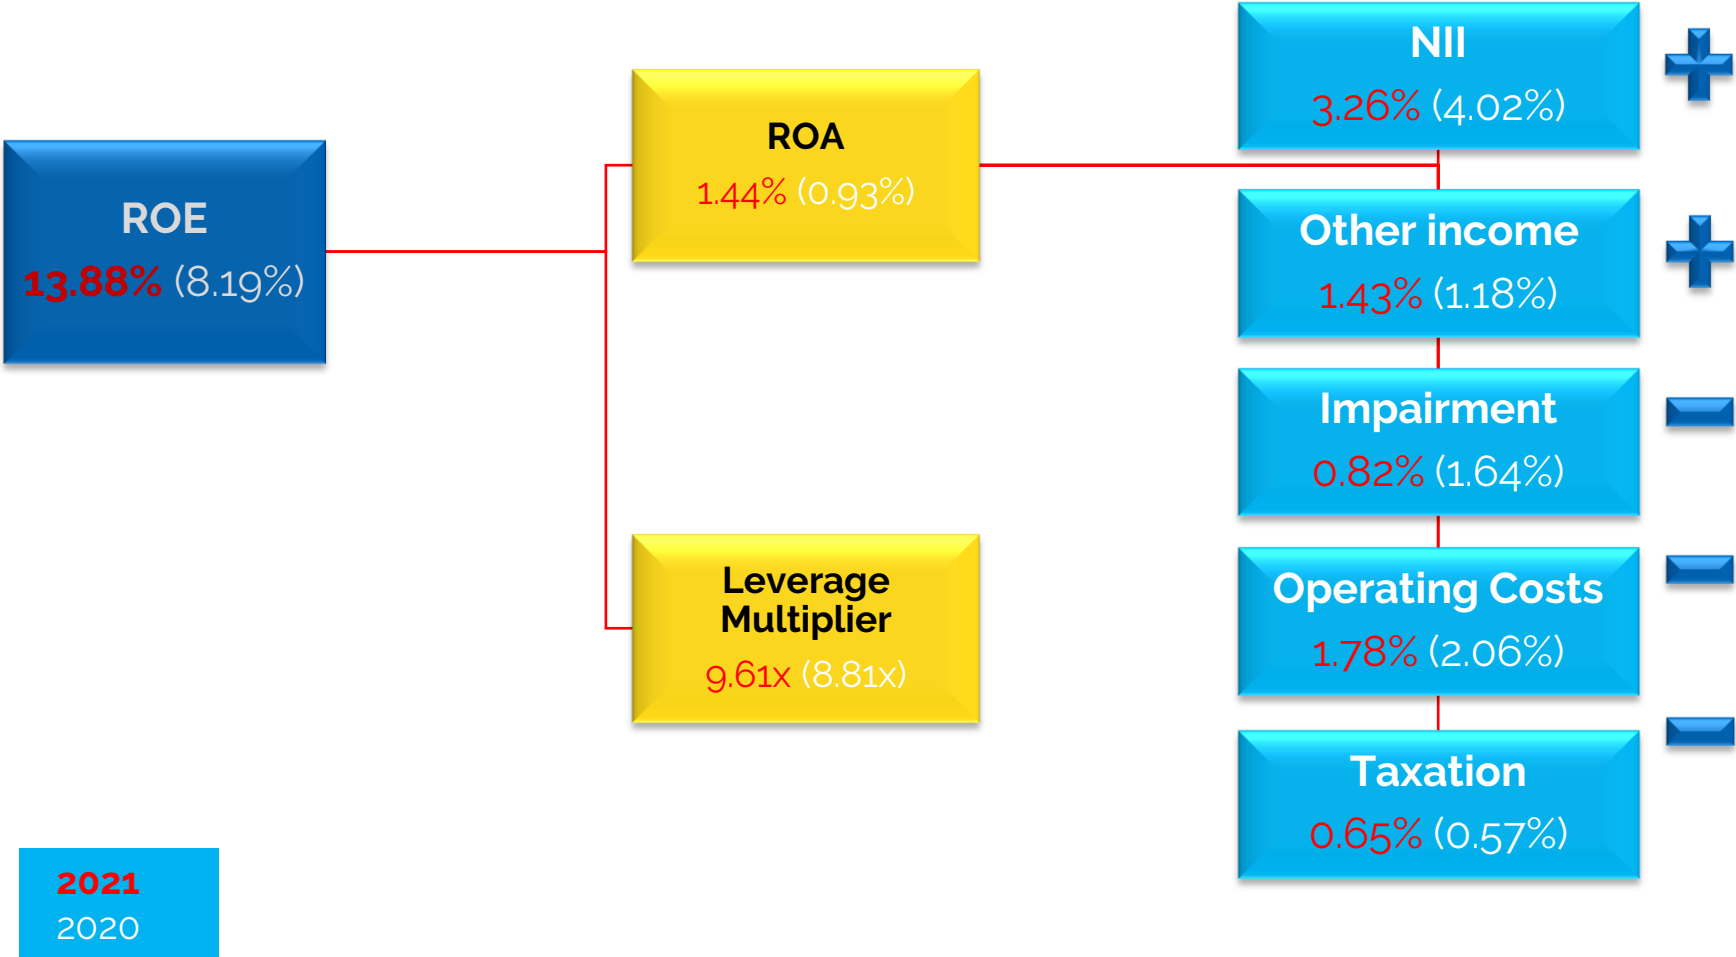 ROE
13.88% (8.19%)
ROA
1.44% (0.93%)
Leverage
Multiplier
9.61x (8.81x)
NII
3.26% (4.02%)
Other income
1.43% (1.18%)
Impairment
0.82% (1.64%)
Operating Costs
1.78% (2.06%)
Taxation
0.65% (0.57%)
2021
2020